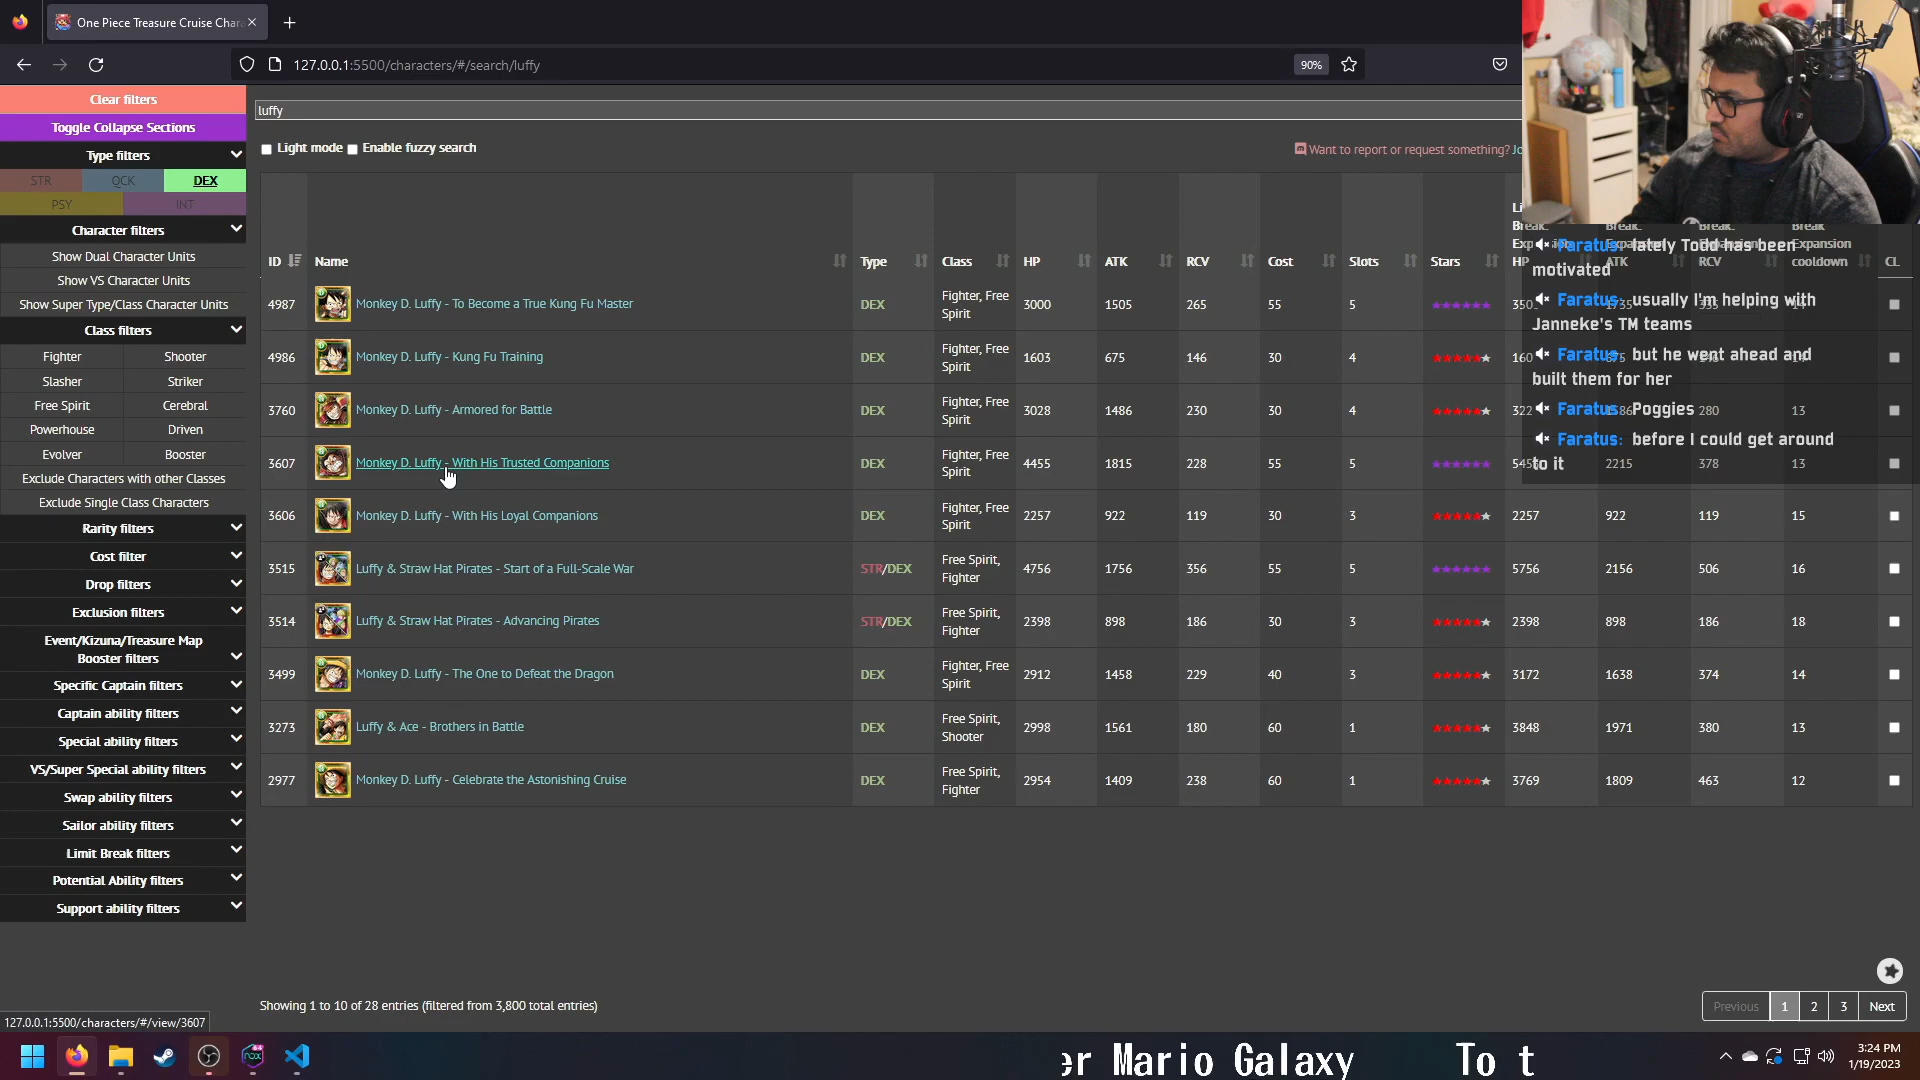 One Piece Treasure Cruise Char
127.0.0.1:5500/characters/#/search/luffy
90%
Clear filters
Toggle Collapse Sections
Type filters
STR
QCK
DEX
PSY
INT
Character filters
Show Dual Character Units
Show VS Character Units
Show Super Type/Class Character Units
Class filters
Fighter
Shooter
Slasher
Striker
Free Spirit
Cerebral
Powerhouse
Driven
Evolver
Booster
Exclude Characters with other Classes
Exclude Single Class Characters
Rarity filters
Cost filter
Drop filters
Exclusion filters
Event/Kizuna/Treasure Map
Booster filters
Specific Captain filters
Captain ability filters
Special ability filters
VS/Super Special ability filters
Swap ability filters
Sailor ability filters
Limit Break filters
Potential Ability filters
Support ability filters
luffy
Light mode
Enable fuzzy search
Want to report or request something? Jo
ID
Name
Type
Class
HP
ATK
RCV
Cost
Slots
Stars
HP
ATK
RCV
Expansion
cooldown
CL
4987 Monkey D. Luffy - To Become a True Kung Fu Master DEX Fighter, Free Spirit 3000 1505 265 55 5
4986 Monkey D. Luffy - Kung Fu Training DEX Fighter, Free Spirit 1603 675 146 30 4
3760 Monkey D. Luffy - Armored for Battle DEX Fighter, Free Spirit 3028 1486 230 30 4 280 13
3607 Monkey D. Luffy - With His Trusted Companions DEX Fighter, Free Spirit 4455 1815 228 55 5 2215 378 13
3606 Monkey D. Luffy - With His Loyal Companions DEX Fighter, Free Spirit 2257 922 119 30 3 2257 922 119 15
3515 Luffy & Straw Hat Pirates - Start of a Full-Scale War STR/DEX Free Spirit, Fighter 4756 1756 356 55 5 5756 2156 506 16
3514 Luffy & Straw Hat Pirates - Advancing Pirates STR/DEX Free Spirit, Fighter 2398 898 186 30 3 2398 898 186 18
3499 Monkey D. Luffy - The One to Defeat the Dragon DEX Fighter, Free Spirit 2912 1458 229 40 3 3172 1638 374 14
3273 Luffy & Ace - Brothers in Battle DEX Free Spirit, Shooter 2998 1561 180 60 1 3848 1971 380 13
2977 Monkey D. Luffy - Celebrate the Astonishing Cruise DEX Free Spirit, Fighter 2954 1409 238 60 1 3769 1809 463 12
Faratus: lately Todd has been
motivated
Faratus: usually I'm helping with
Janneke's TM teams
Faratus: but he went ahead and
built them for her
Faratus: Poggies
Faratus: before I could get around
to it
Showing 1 to 10 of 28 entries (filtered from 3,800 total entries)
Previous
1
2
3
Next
127.0.0.1:5500/characters/#/view/3607
er Mario Galaxy To t
3:24 PM
1/19/2023